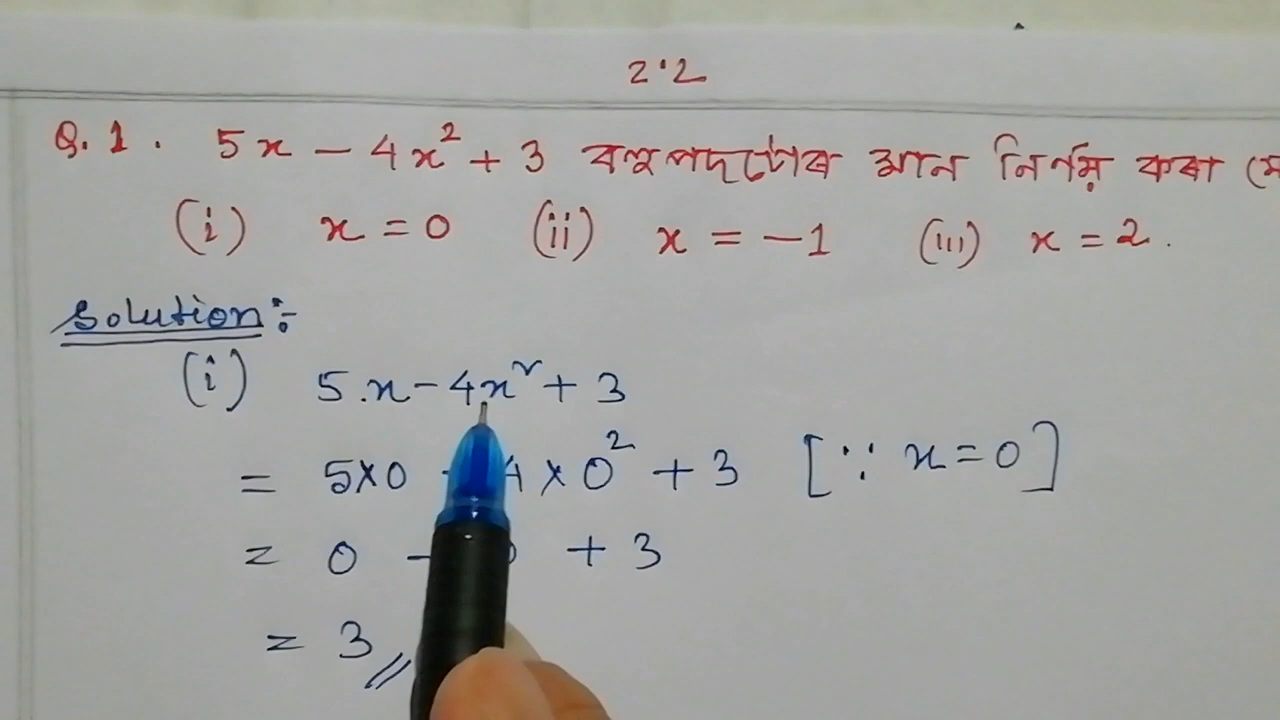 2.2
Q. 1. 5x - 4x² + 3 বহুপদটোৰ মান নিৰ্ণয় কৰা
(i) x = 0 (ii) x = -1 (iii) x = 2.
Solution :-
(i) 5.x - 4x² + 3
= 5×0 - 4×0² + 3 [∵ x = 0]
= 0 - 0 + 3
= 3 //